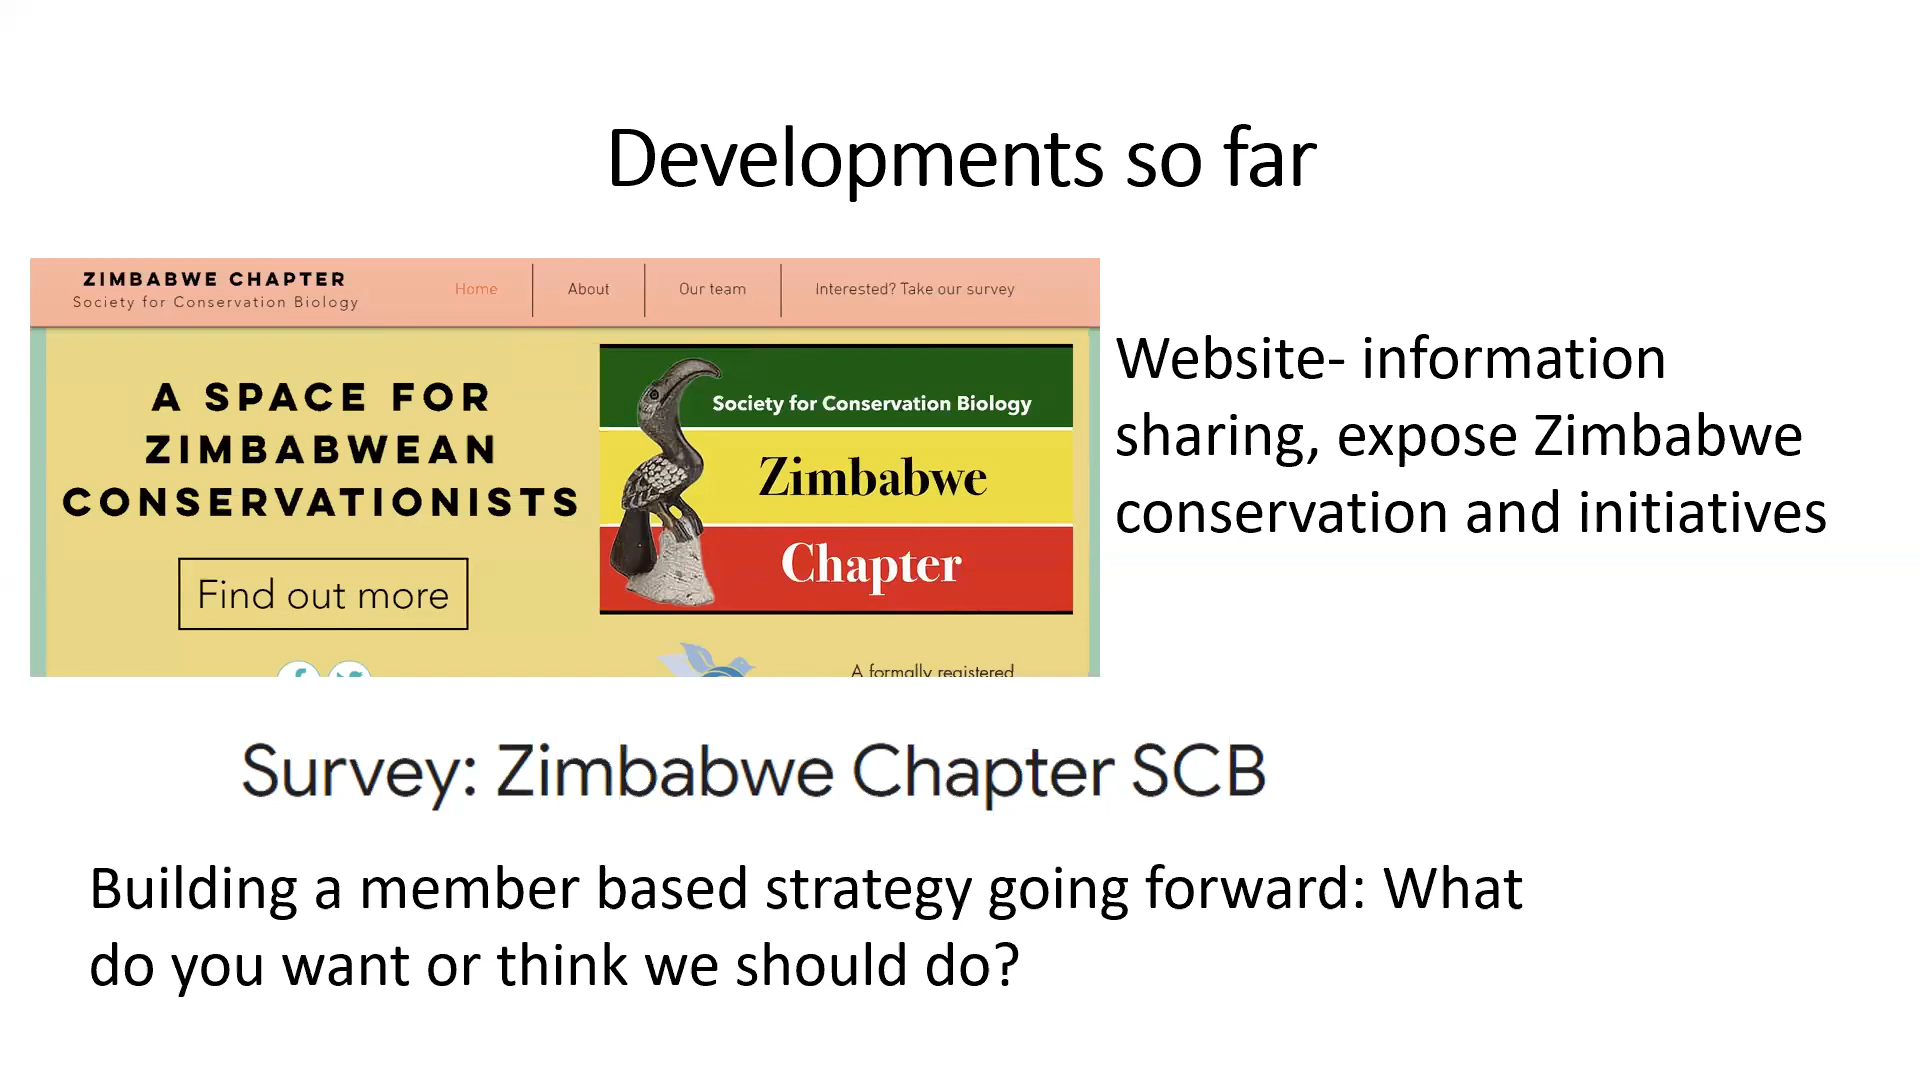 Developments so far
ZIMBABWE CHAPTER
Society for Conservation Biology
Home
About
Our team
Interested? Take our survey
A SPACE FOR
ZIMBABWEAN
CONSERVATIONISTS
Find out more
Society for Conservation Biology
Zimbabwe
Chapter
A formally registered
Website- information
sharing, expose Zimbabwe
conservation and initiatives
Survey: Zimbabwe Chapter SCB
Building a member based strategy going forward: What
do you want or think we should do?